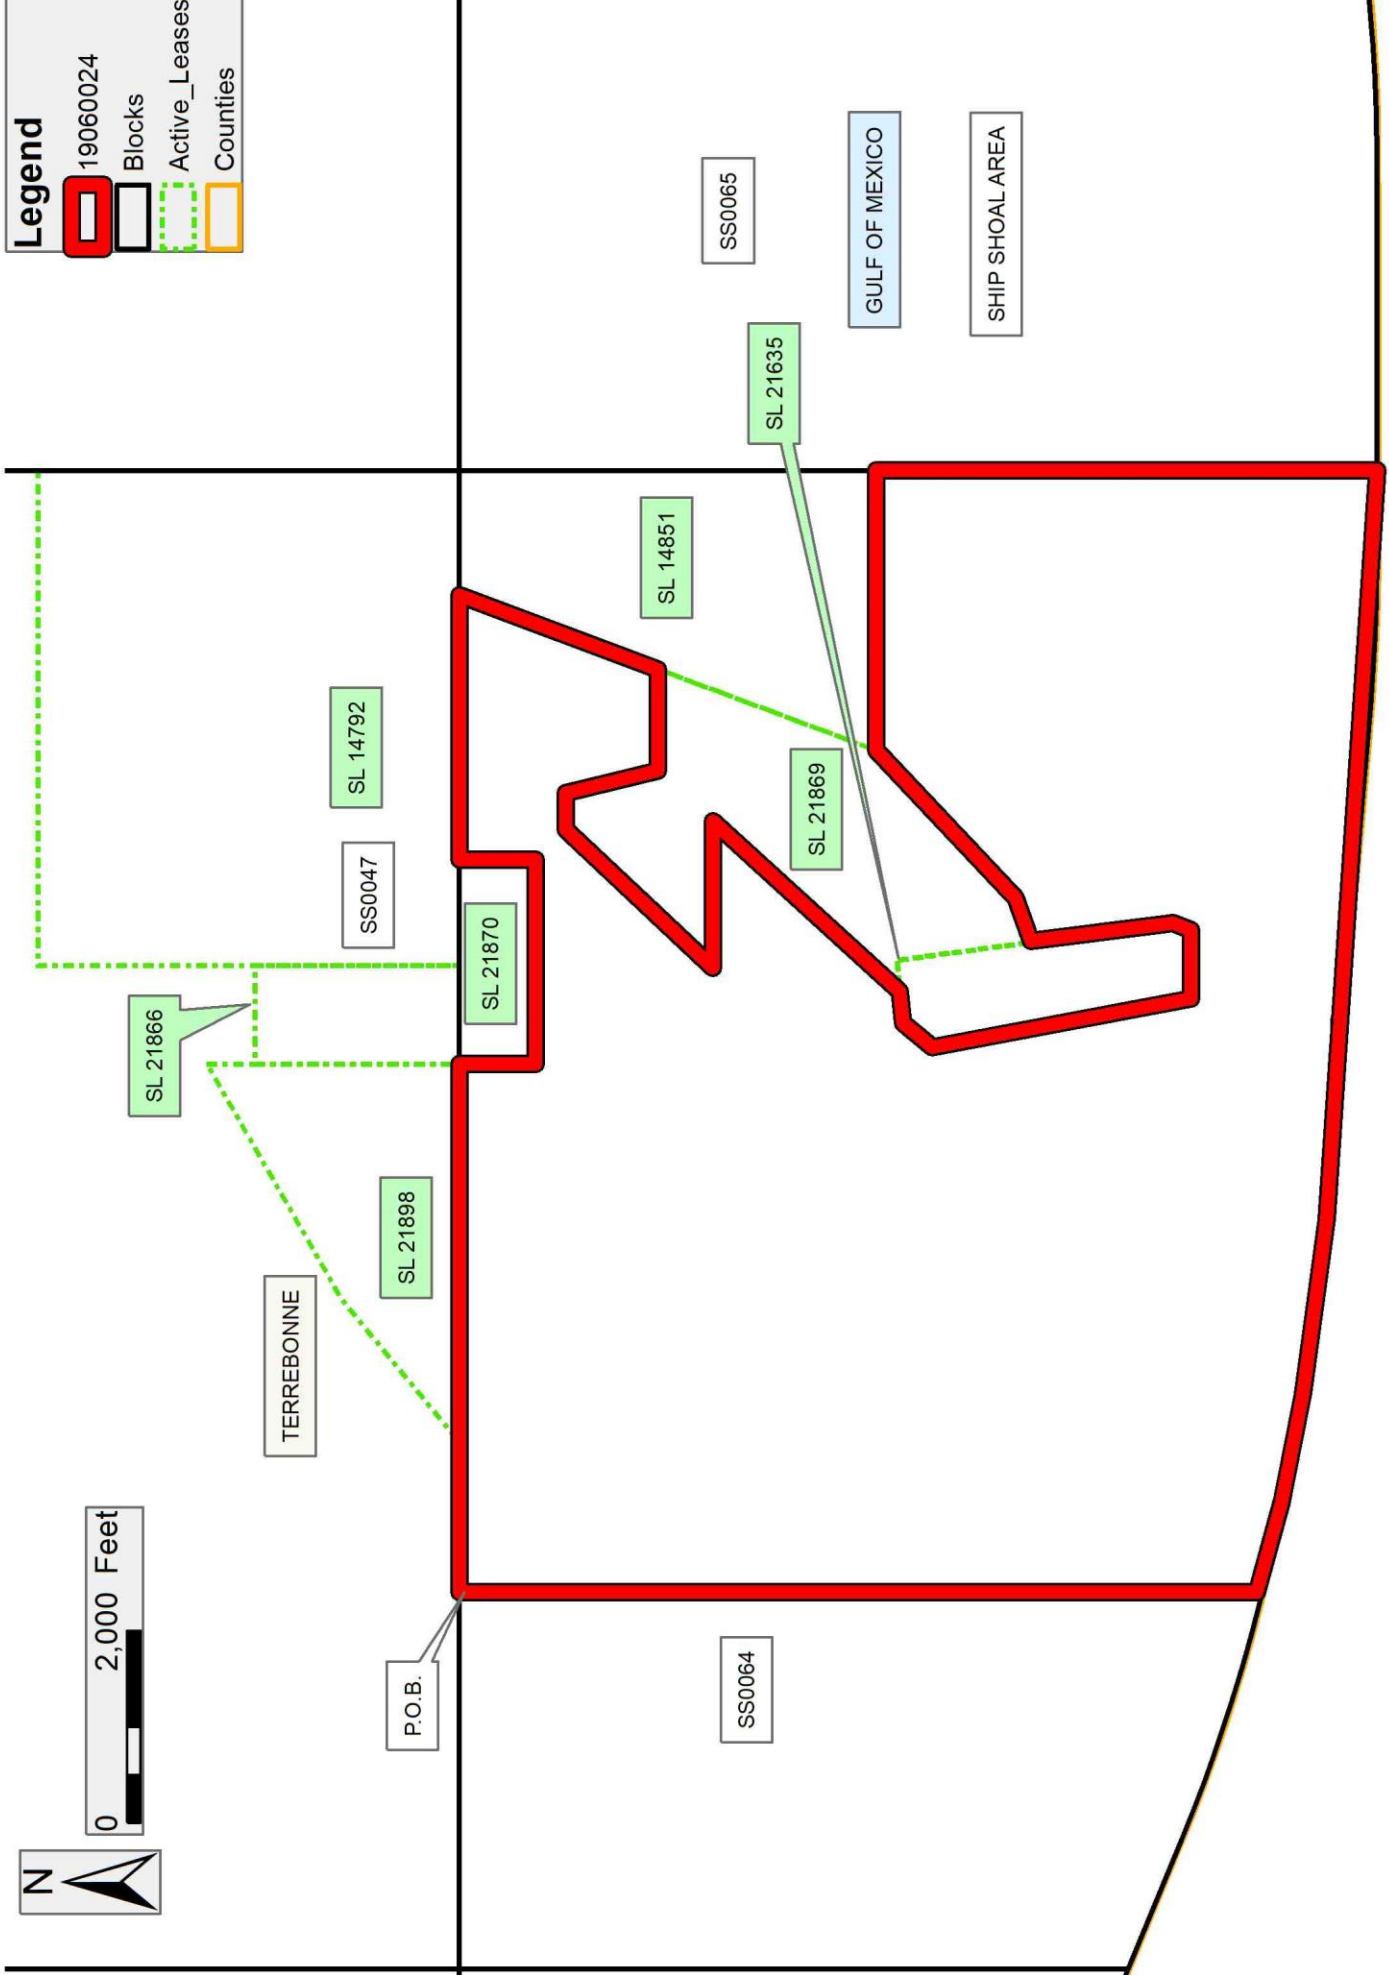 N
0 2,000 Feet
Legend
19060024
Blocks
Active_Leases
Counties
SL 21866
TERREBONNE
SS0047
SL 14792
P.O.B.
SL 21898
SL 21870
SL 14851
SS0065
SS0064
SL 21635
SL 21869
GULF OF MEXICO
SHIP SHOAL AREA